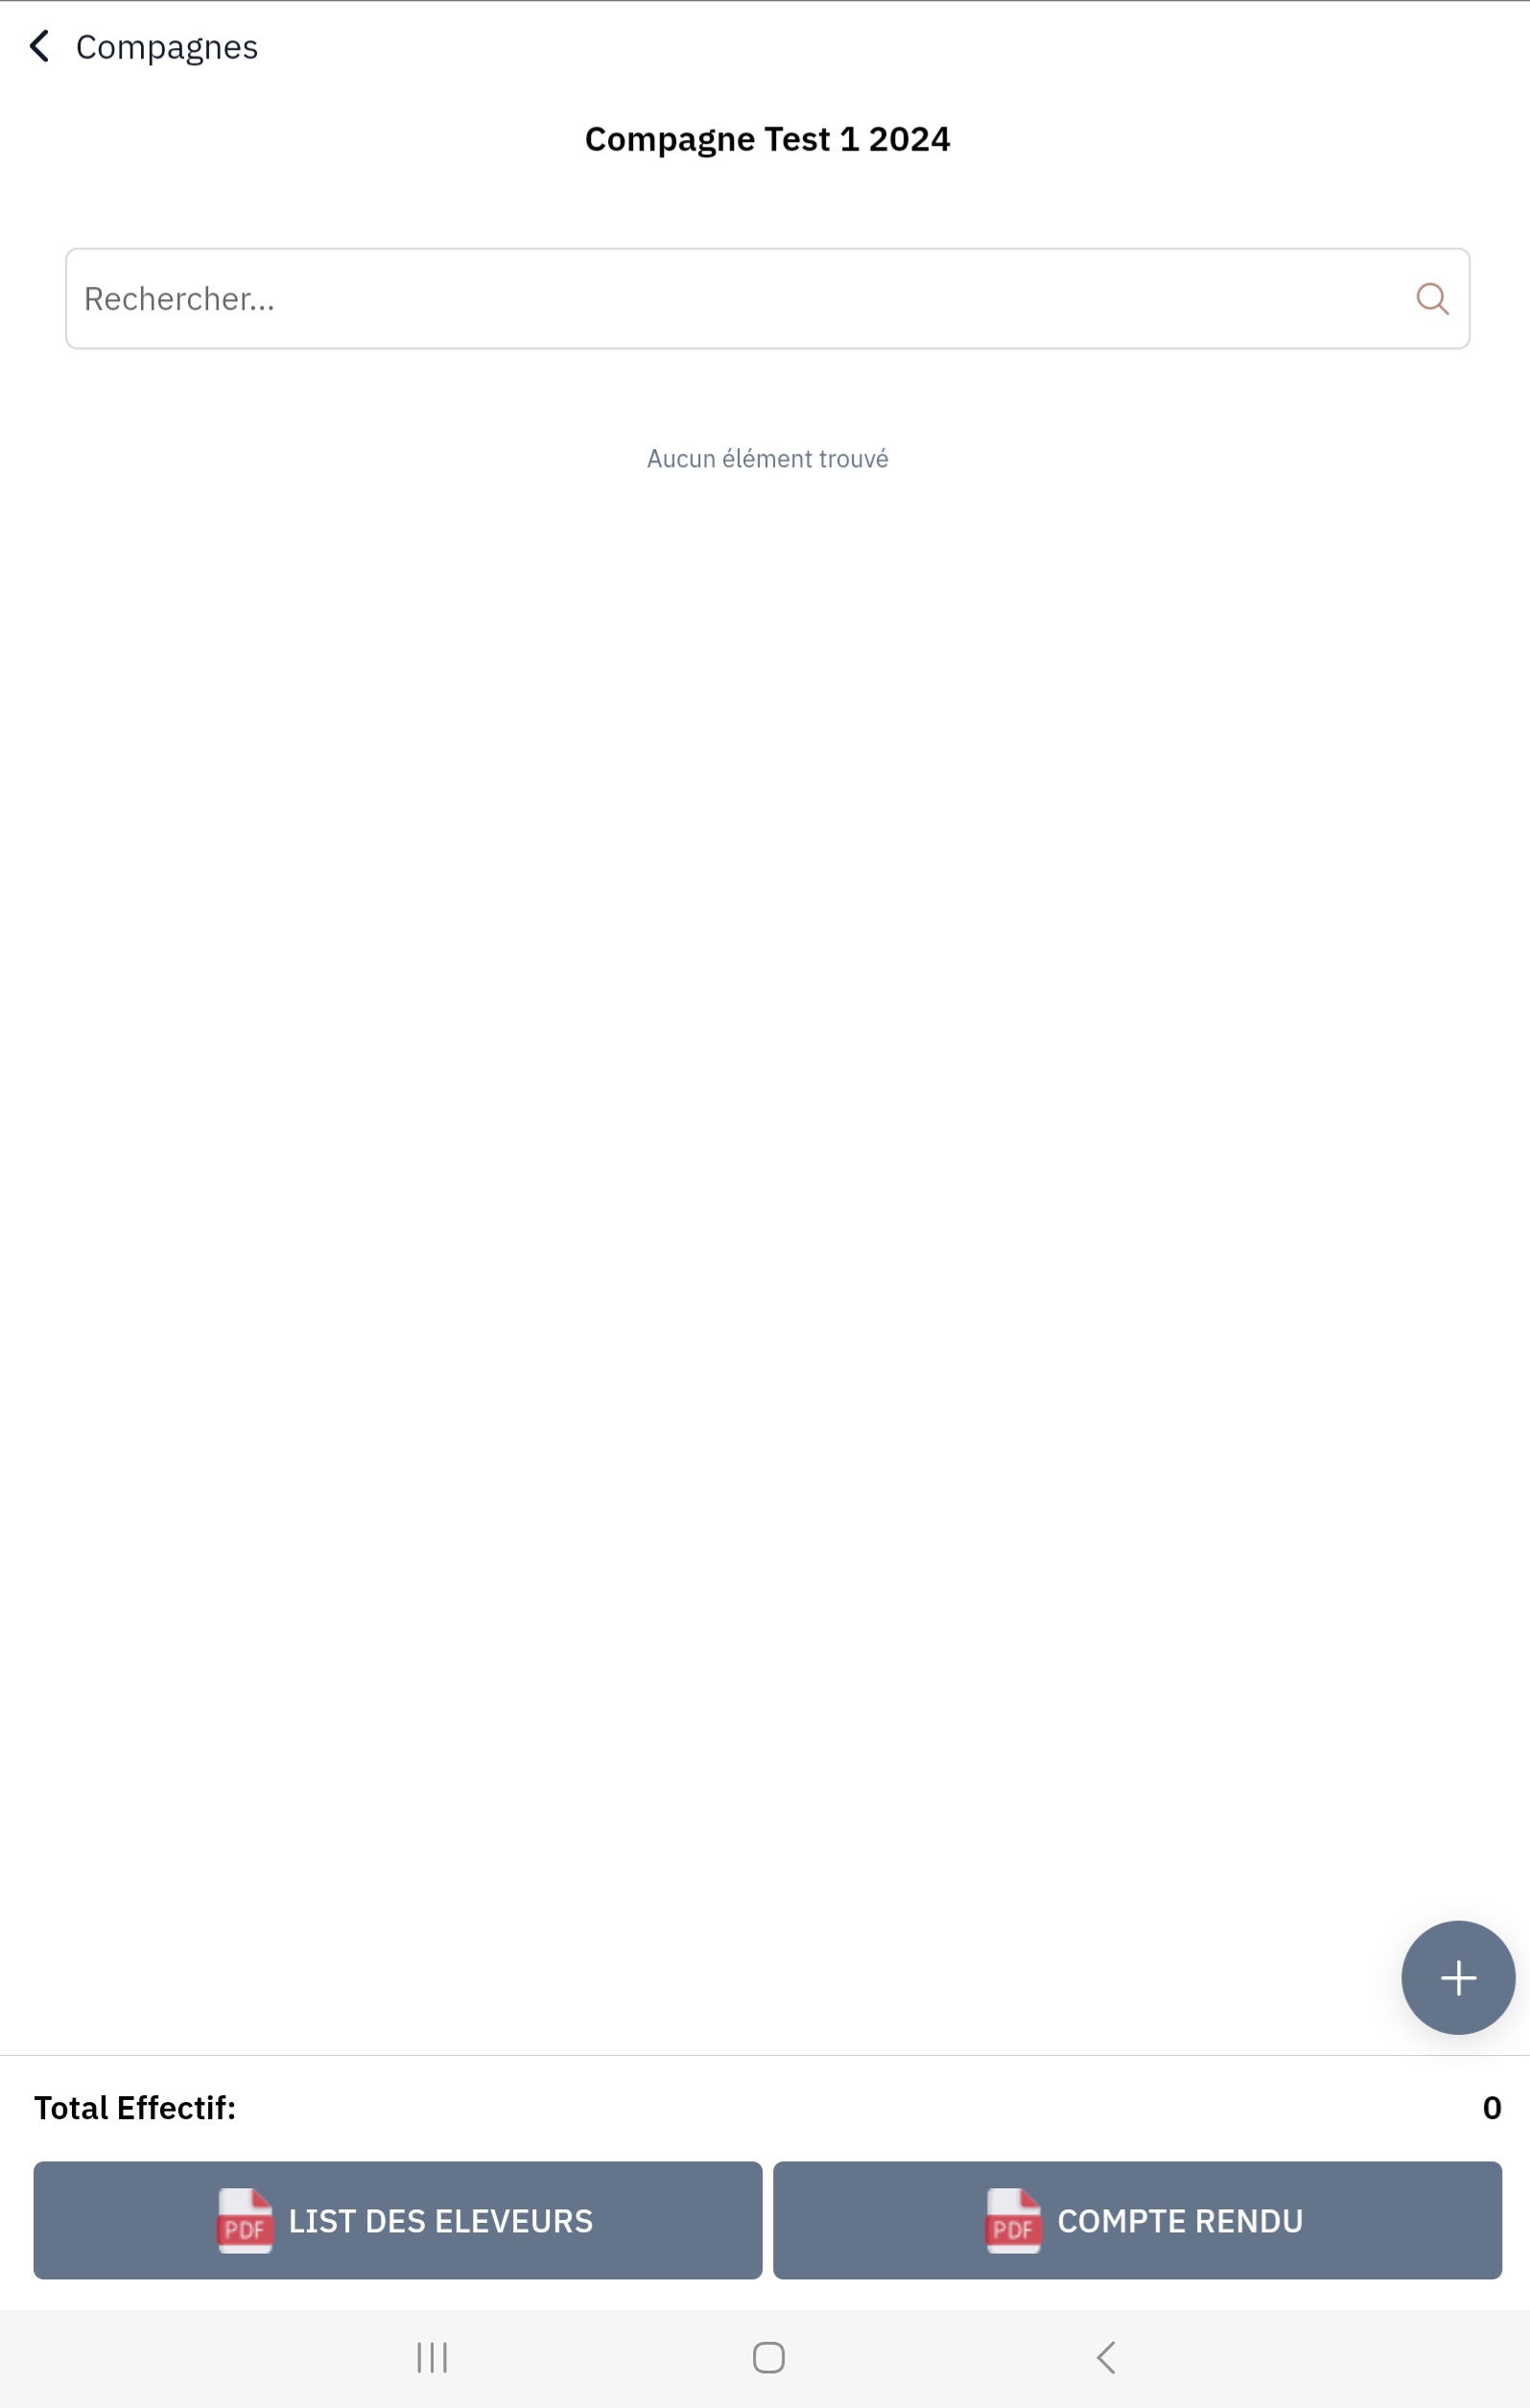 Compagnes
Compagne Test 1 2024
Rechercher...
Aucun élément trouvé
Total Effectif: 0
PDF LIST DES ELEVEURS
PDF COMPTE RENDU